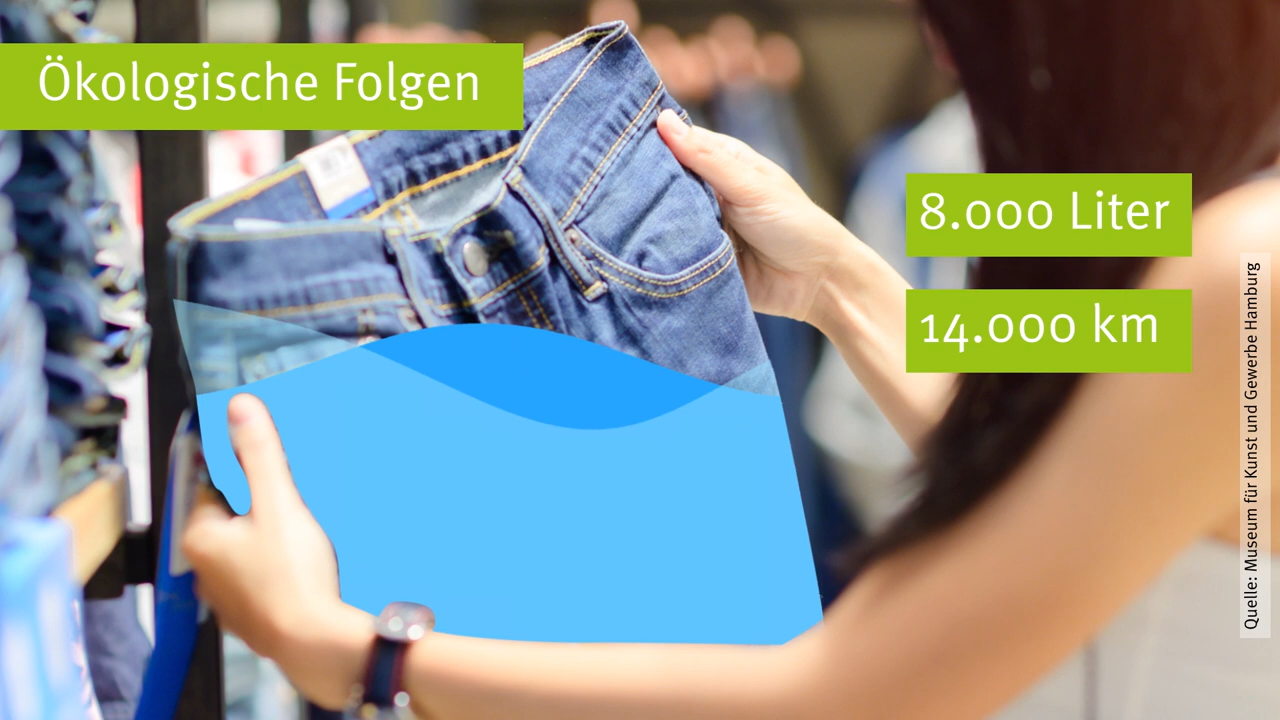 Ökologische Folgen
8.000 Liter
14.000 km
Quelle: Museum für Kunst und Gewerbe Hamburg